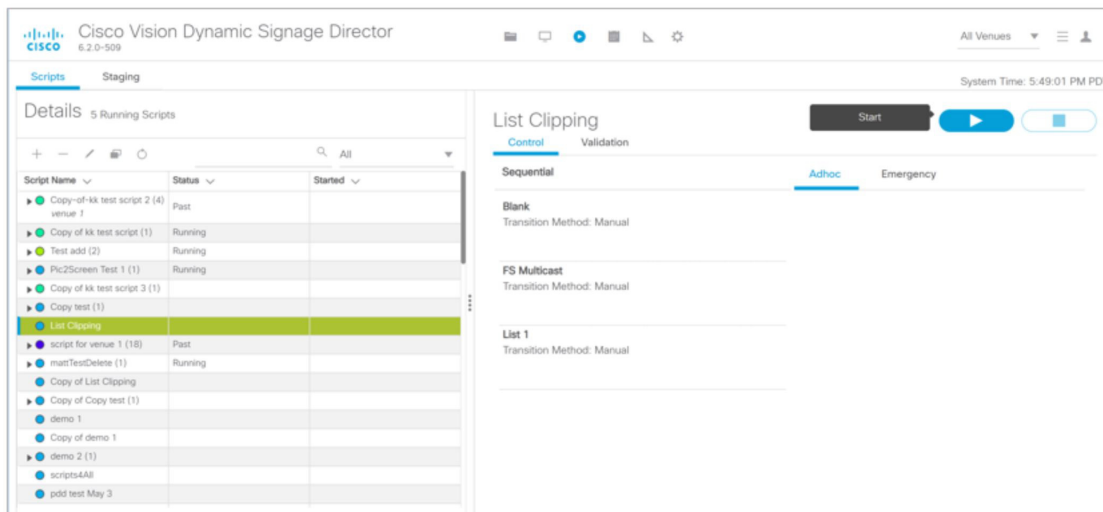 Cisco Vision Dynamic Signage Director
CISCO
6.2.0-509
All Venues
Scripts
Staging
System Time: 5:49:01 PM PD
Details 5 Running Scripts
All
Script Name
Status
Started
Copy-of-kk test script 2 (4)
venue 1
Past
Copy of kk test script (1)
Running
Test add (2)
Running
Pic2Screen Test 1 (1)
Running
Copy of kk test script 3 (1)
Copy test (1)
List Clipping
script for venue 1 (18)
Past
mattTestDelete (1)
Running
Copy of List Clipping
Copy of Copy test (1)
demo 1
Copy of demo 1
demo 2 (1)
scripts4All
pdd test May 3
List Clipping
Start
Control
Validation
Sequential
Adhoc
Emergency
Blank
Transition Method: Manual
FS Multicast
Transition Method: Manual
List 1
Transition Method: Manual